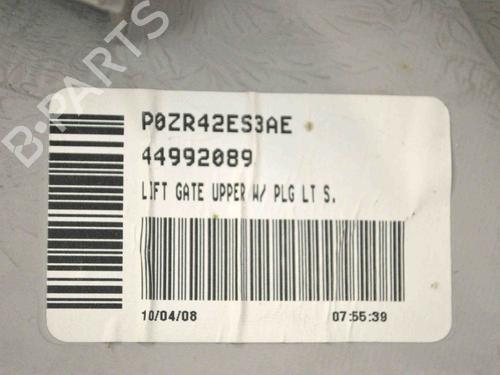 B-PARTS
P0ZR42ES3AE
44992089
LIFT GATE UPPER W/ PLG LT S.
10/04/08 07:55:39